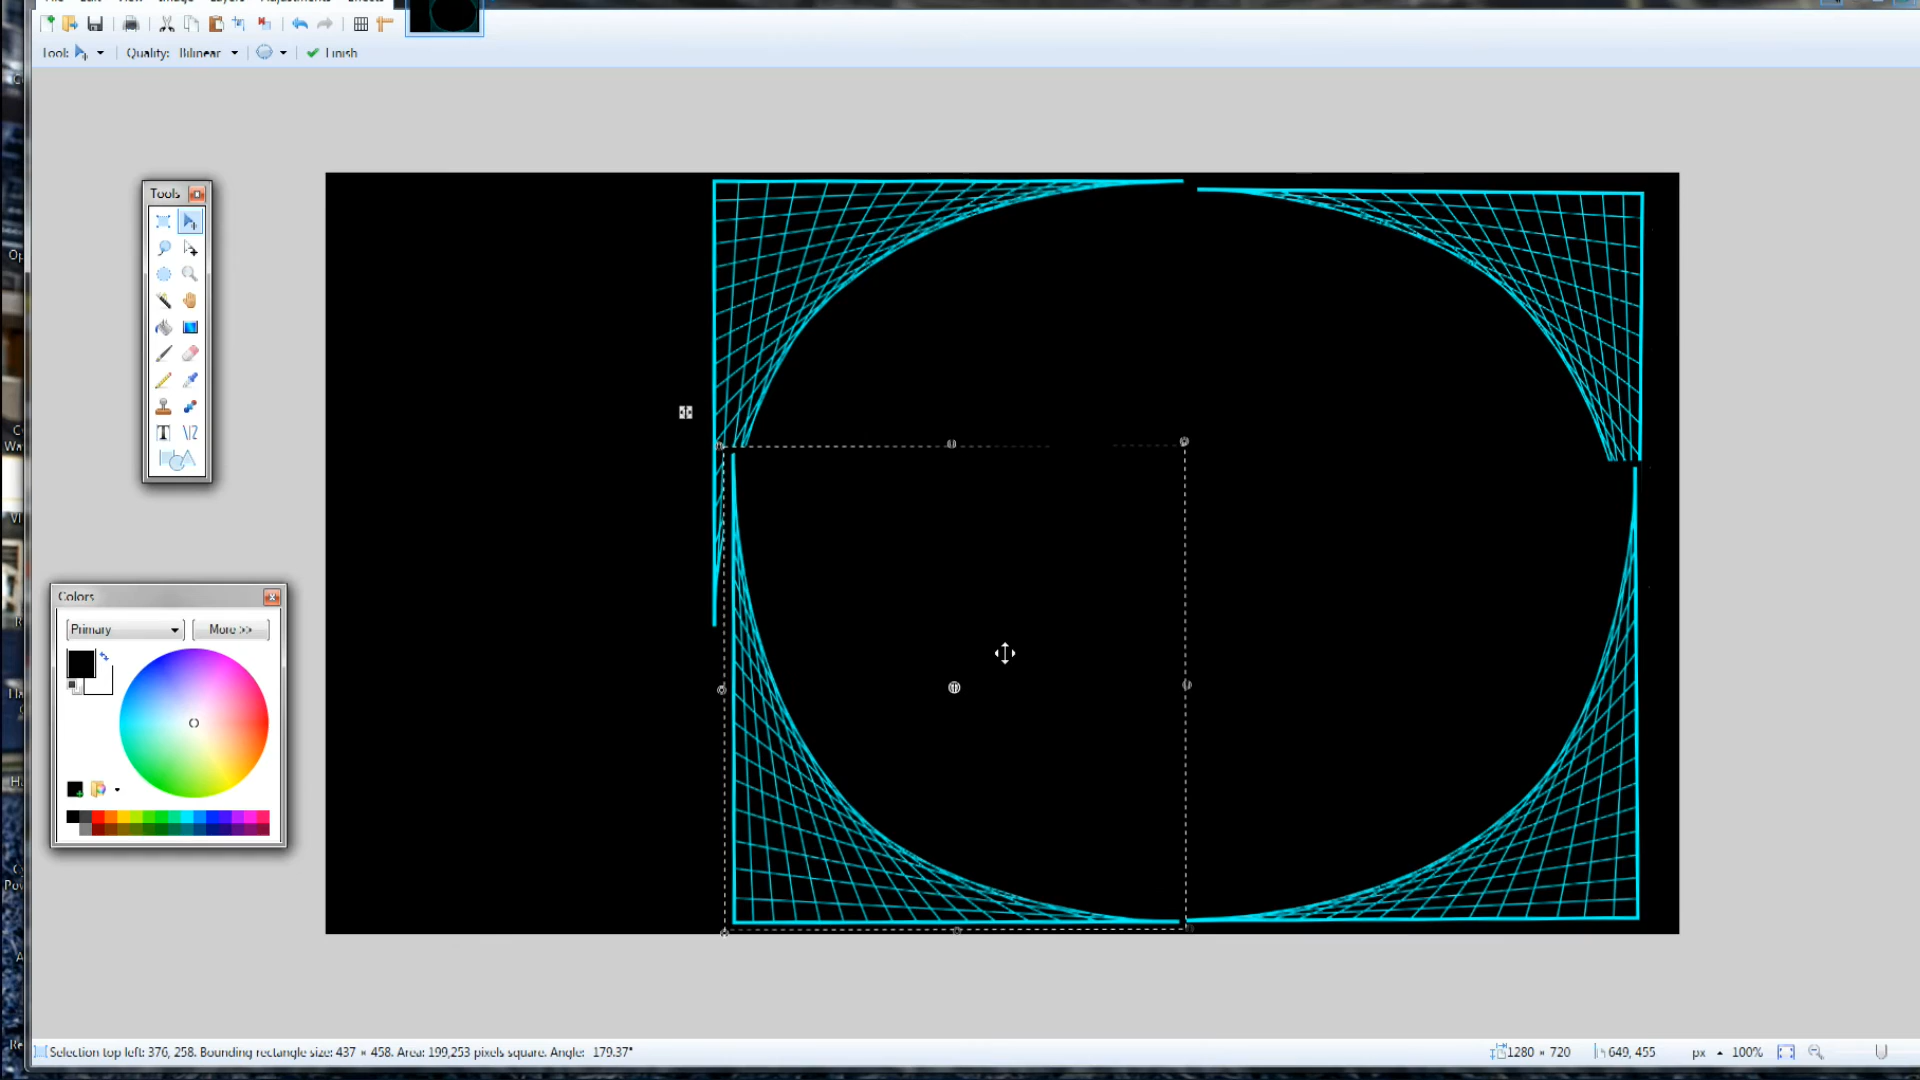 Tool:
Quality: Bilinear
Finish
Tools
T
Colors
Primary
More >>
Selection top left: 376, 258. Bounding rectangle size: 437 × 458. Area: 199,253 pixels square. Angle: 179.37°
1280 × 720
649, 455
px
100%